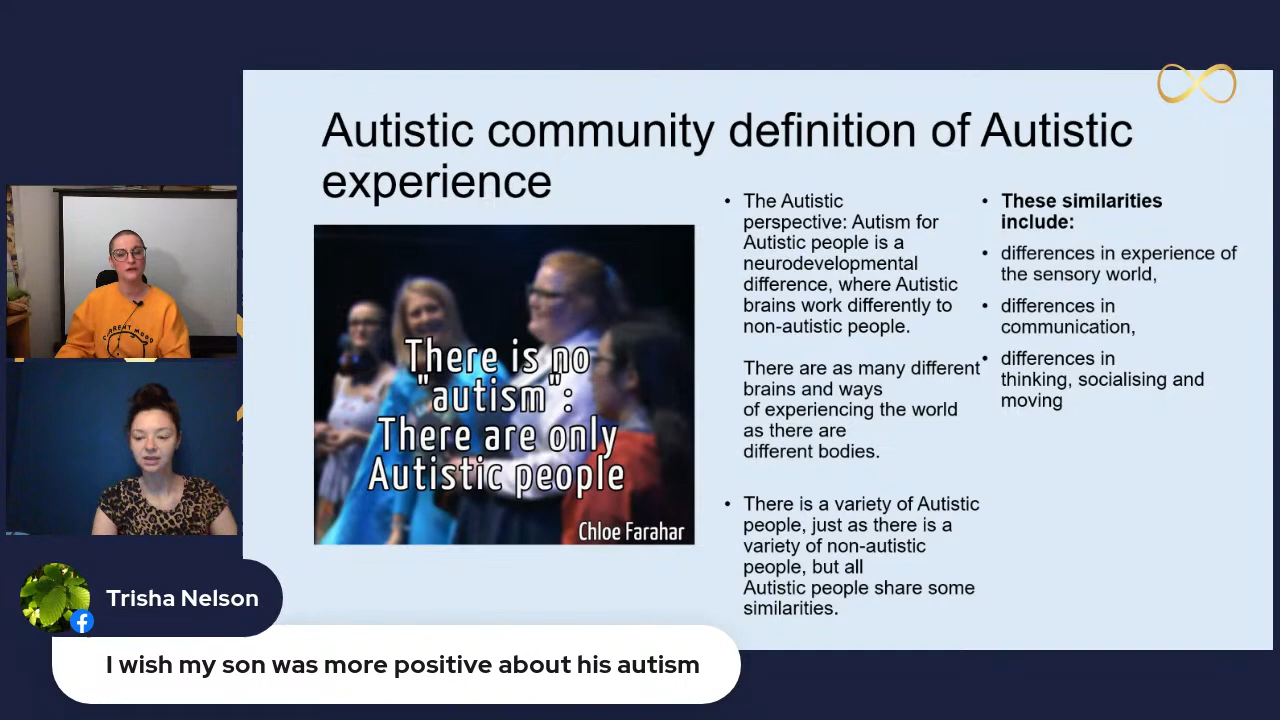 Autistic community definition of Autistic
experience
There is no
"autism":
There are only
Autistic people
Chloe Farahar
• The Autistic
perspective: Autism for
Autistic people is a
neurodevelopmental
difference, where Autistic
brains work differently to
non-autistic people.
There are as many different
brains and ways
of experiencing the world
as there are
different bodies.
• There is a variety of Autistic
people, just as there is a
variety of non-autistic
people, but all
Autistic people share some
similarities.
• These similarities
include:
• differences in experience of
the sensory world,
• differences in
communication,
• differences in
thinking, socialising and
moving
CURRENT MOOD
Trisha Nelson
I wish my son was more positive about his autism